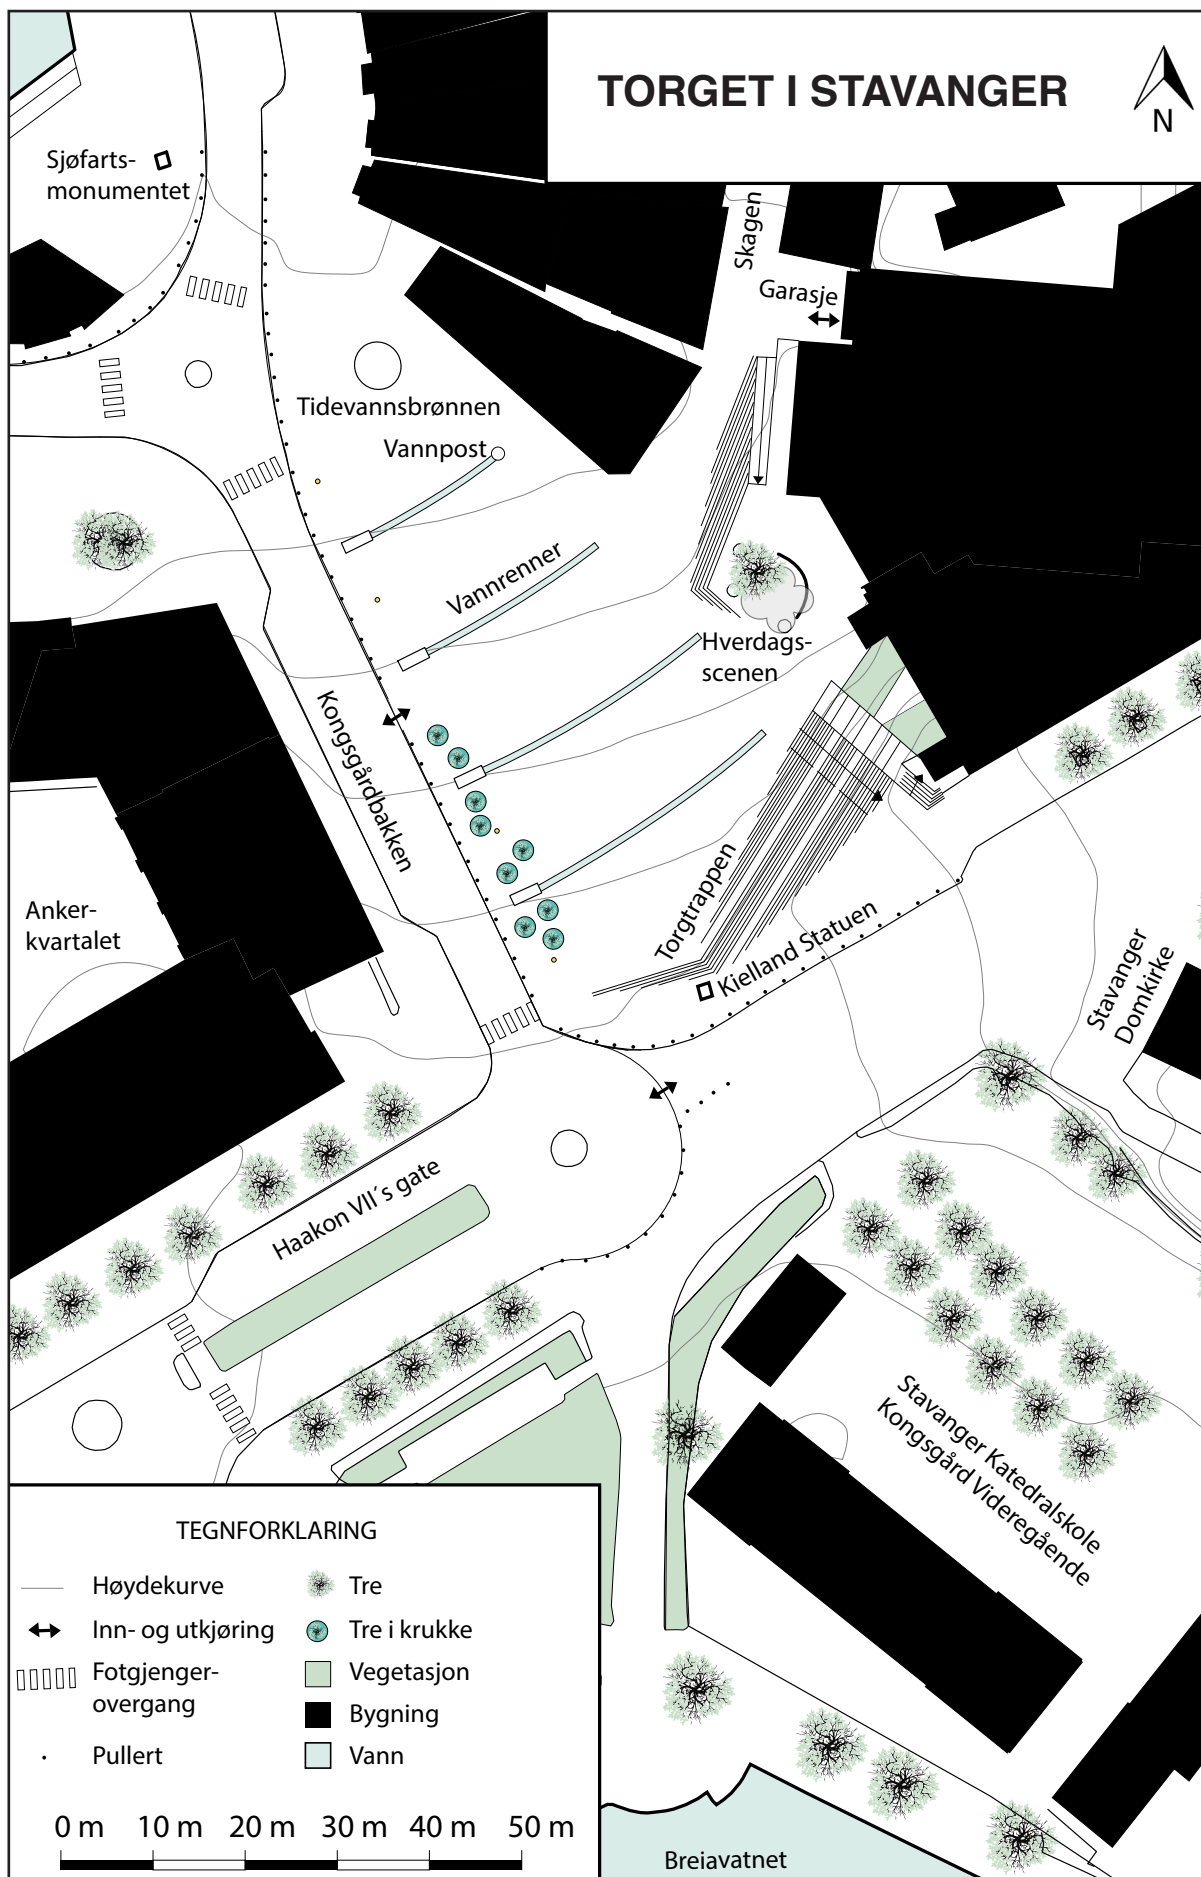 TORGET I STAVANGER
N
Sjøfarts-
monumentet
Skagen
Garasje
Tidevannsbrønnen
Vannpost
Vannrenner
Hverdags-
scenen
Kongsgårdbakken
Torgtrappen
Kielland Statuen
Anker-
kvartalet
Stavanger
Domkirke
Haakon VII´s gate
Stavanger Katedralskole
Kongsgård Videregående
TEGNFORKLARING
Høydekurve
Inn- og utkjøring
Fotgjenger-
overgang
Pullert
Tre
Tre i krukke
Vegetasjon
Bygning
Vann
0 m 10 m 20 m 30 m 40 m 50 m
Breiavatnet